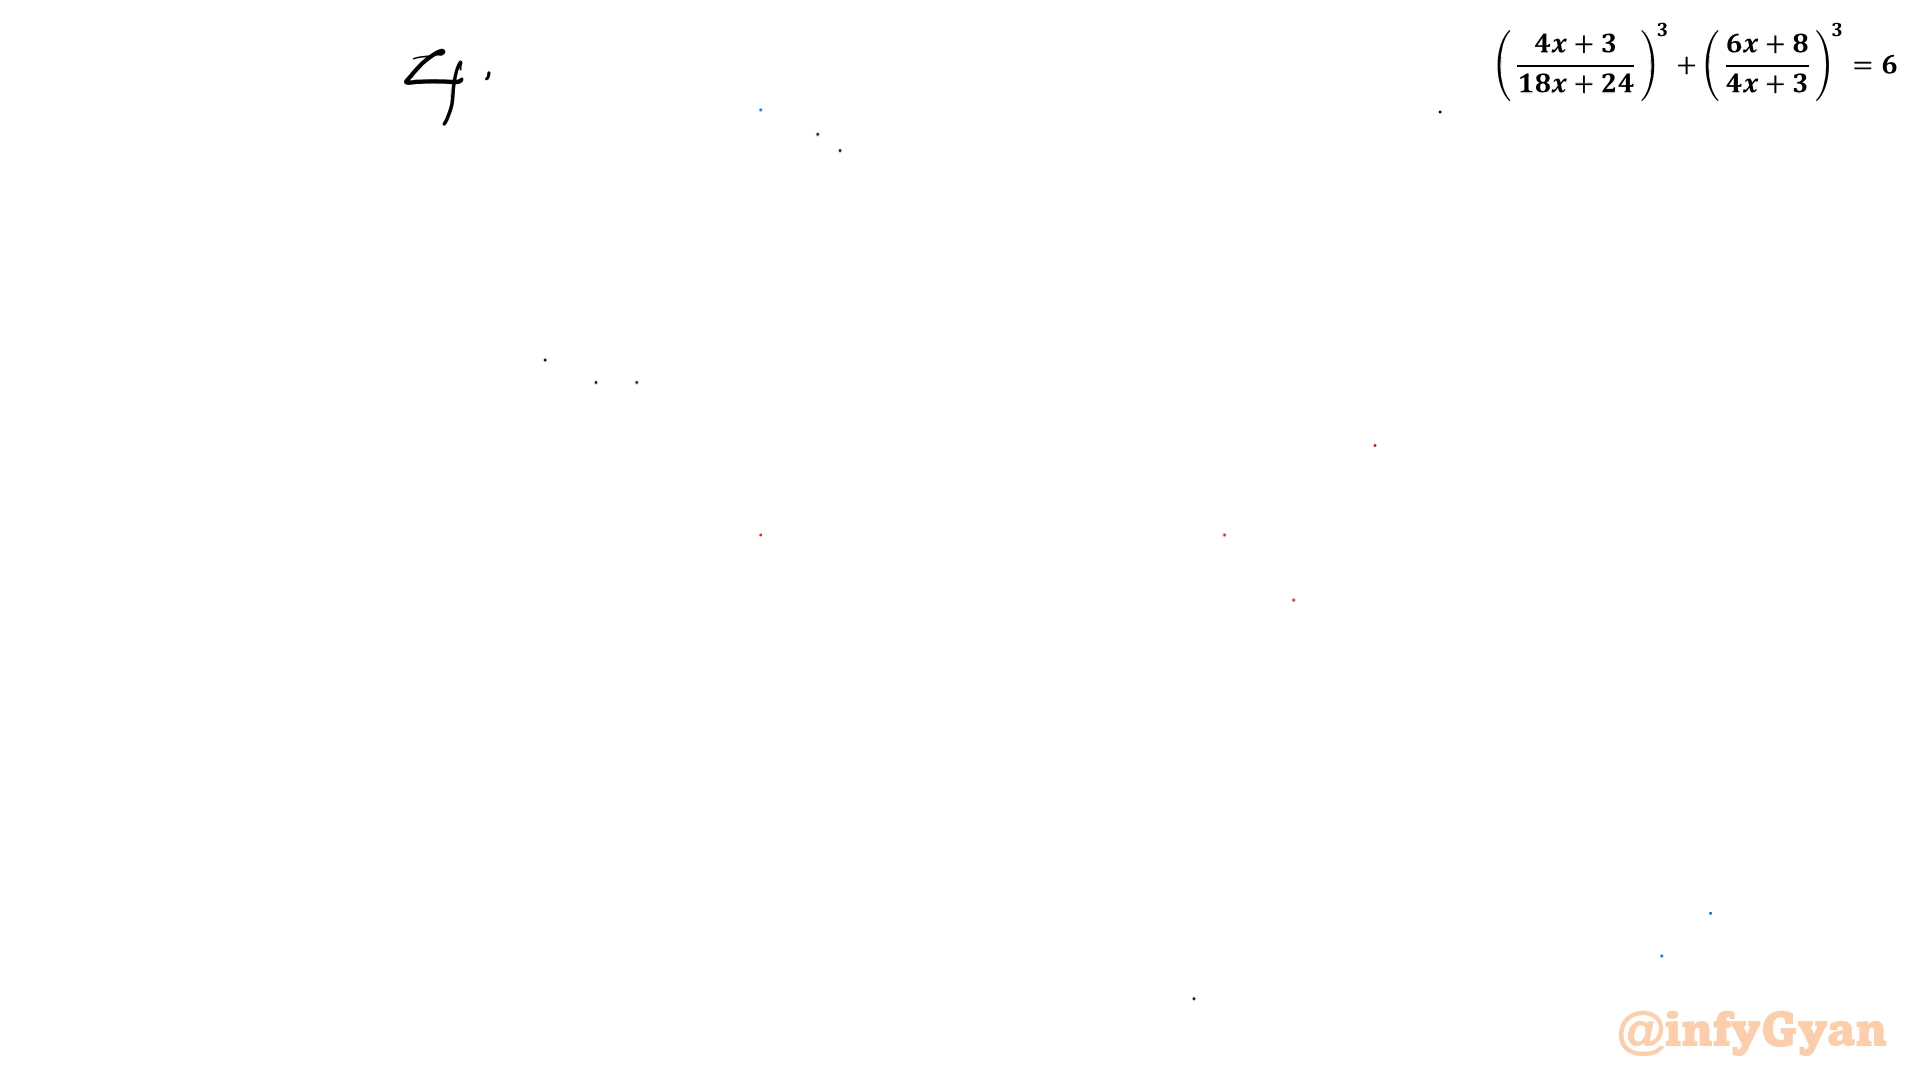 4
(4x + 3 / 18x + 24)³ + (6x + 8 / 4x + 3)³ = 6
@infyGyan